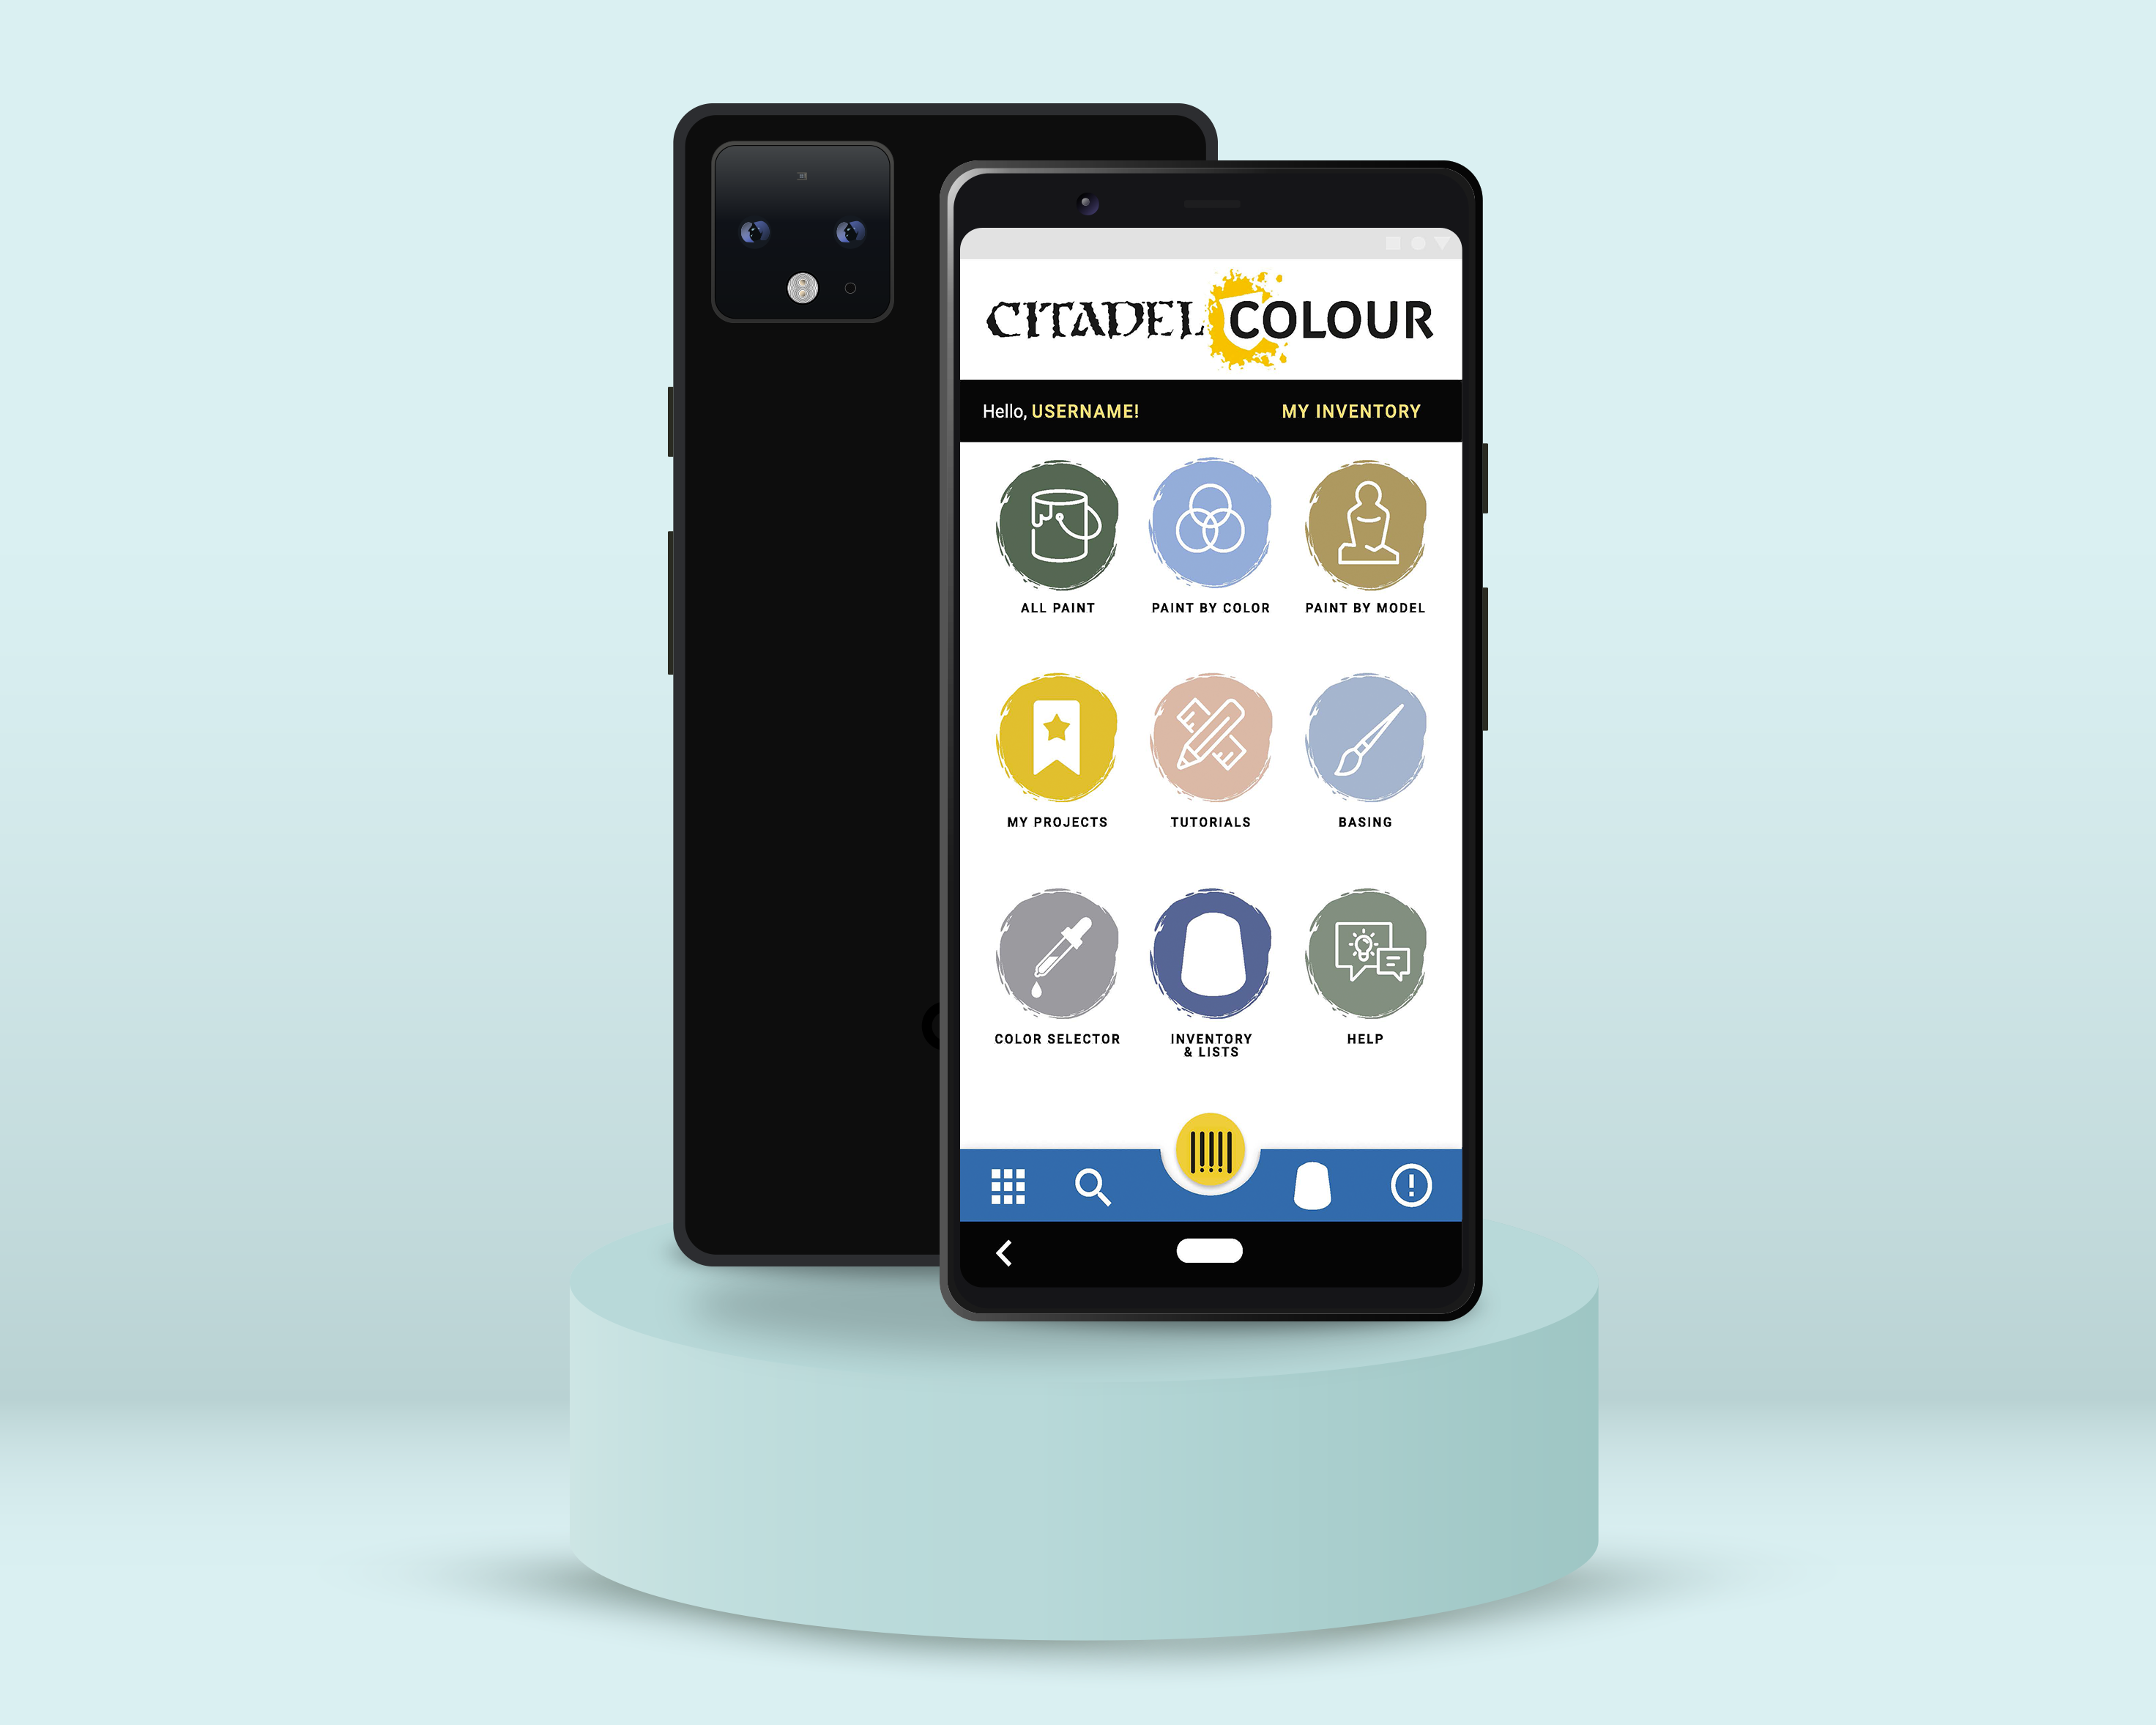 CITADEL COLOUR
Hello, USERNAME! MY INVENTORY
ALL PAINT PAINT BY COLOR PAINT BY MODEL
MY PROJECTS TUTORIALS BASING
COLOR SELECTOR INVENTORY & LISTS HELP